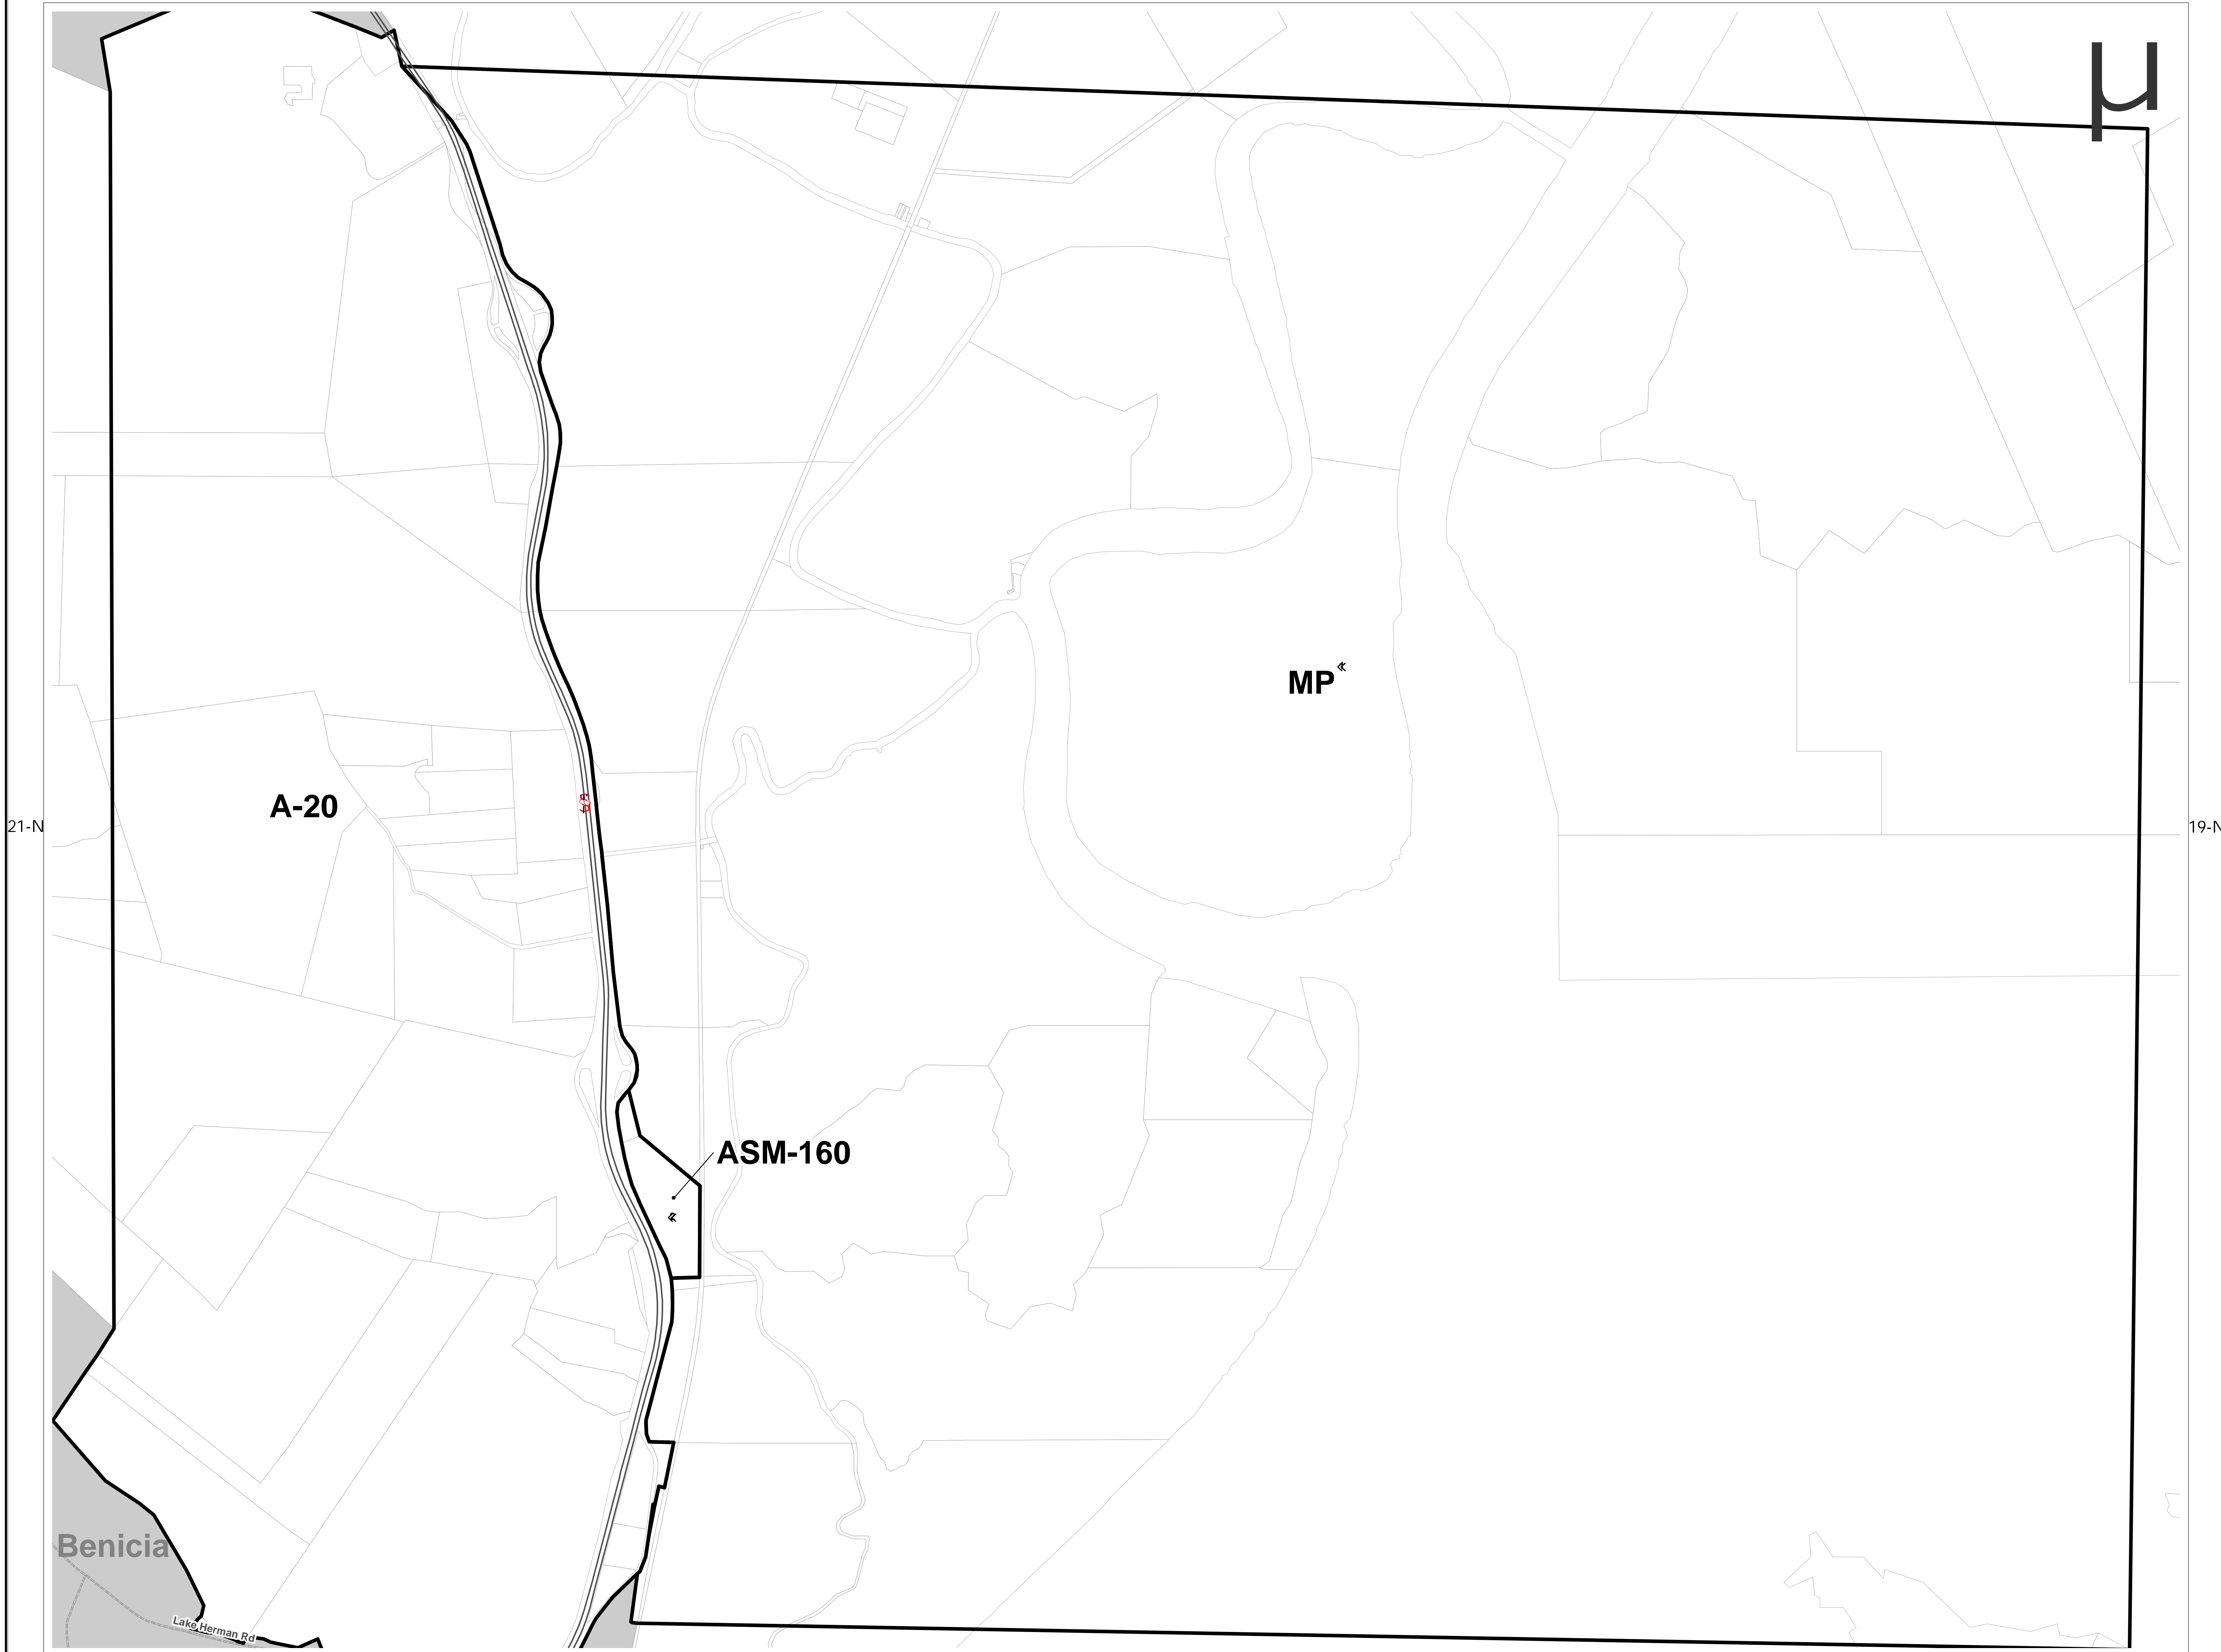 µ
MP
A-20
21-N
19-N
ASM-160
Benicia
Lake Herman Rd